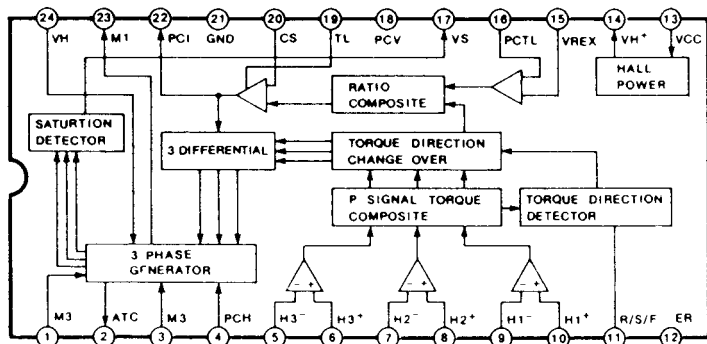 24 23 22 21 20 19 18 17 16 15 14 13
VH M1 PCI GND CS TL PCV VS PCTL VREX VH+ VCC
HALL
POWER
RATIO
COMPOSITE
SATURTION
DETECTOR
3 DIFFERENTIAL
TORQUE DIRECTION
CHANGE OVER
P SIGNAL TORQUE
COMPOSITE
TORQUE DIRECTION
DETECTOR
3 PHASE
GENERATOR
- + - + - +
M3 ATC M3 PCH H3- H3+ H2- H2+ H1- H1+ R/S/F ER
1 2 3 4 5 6 7 8 9 10 11 12